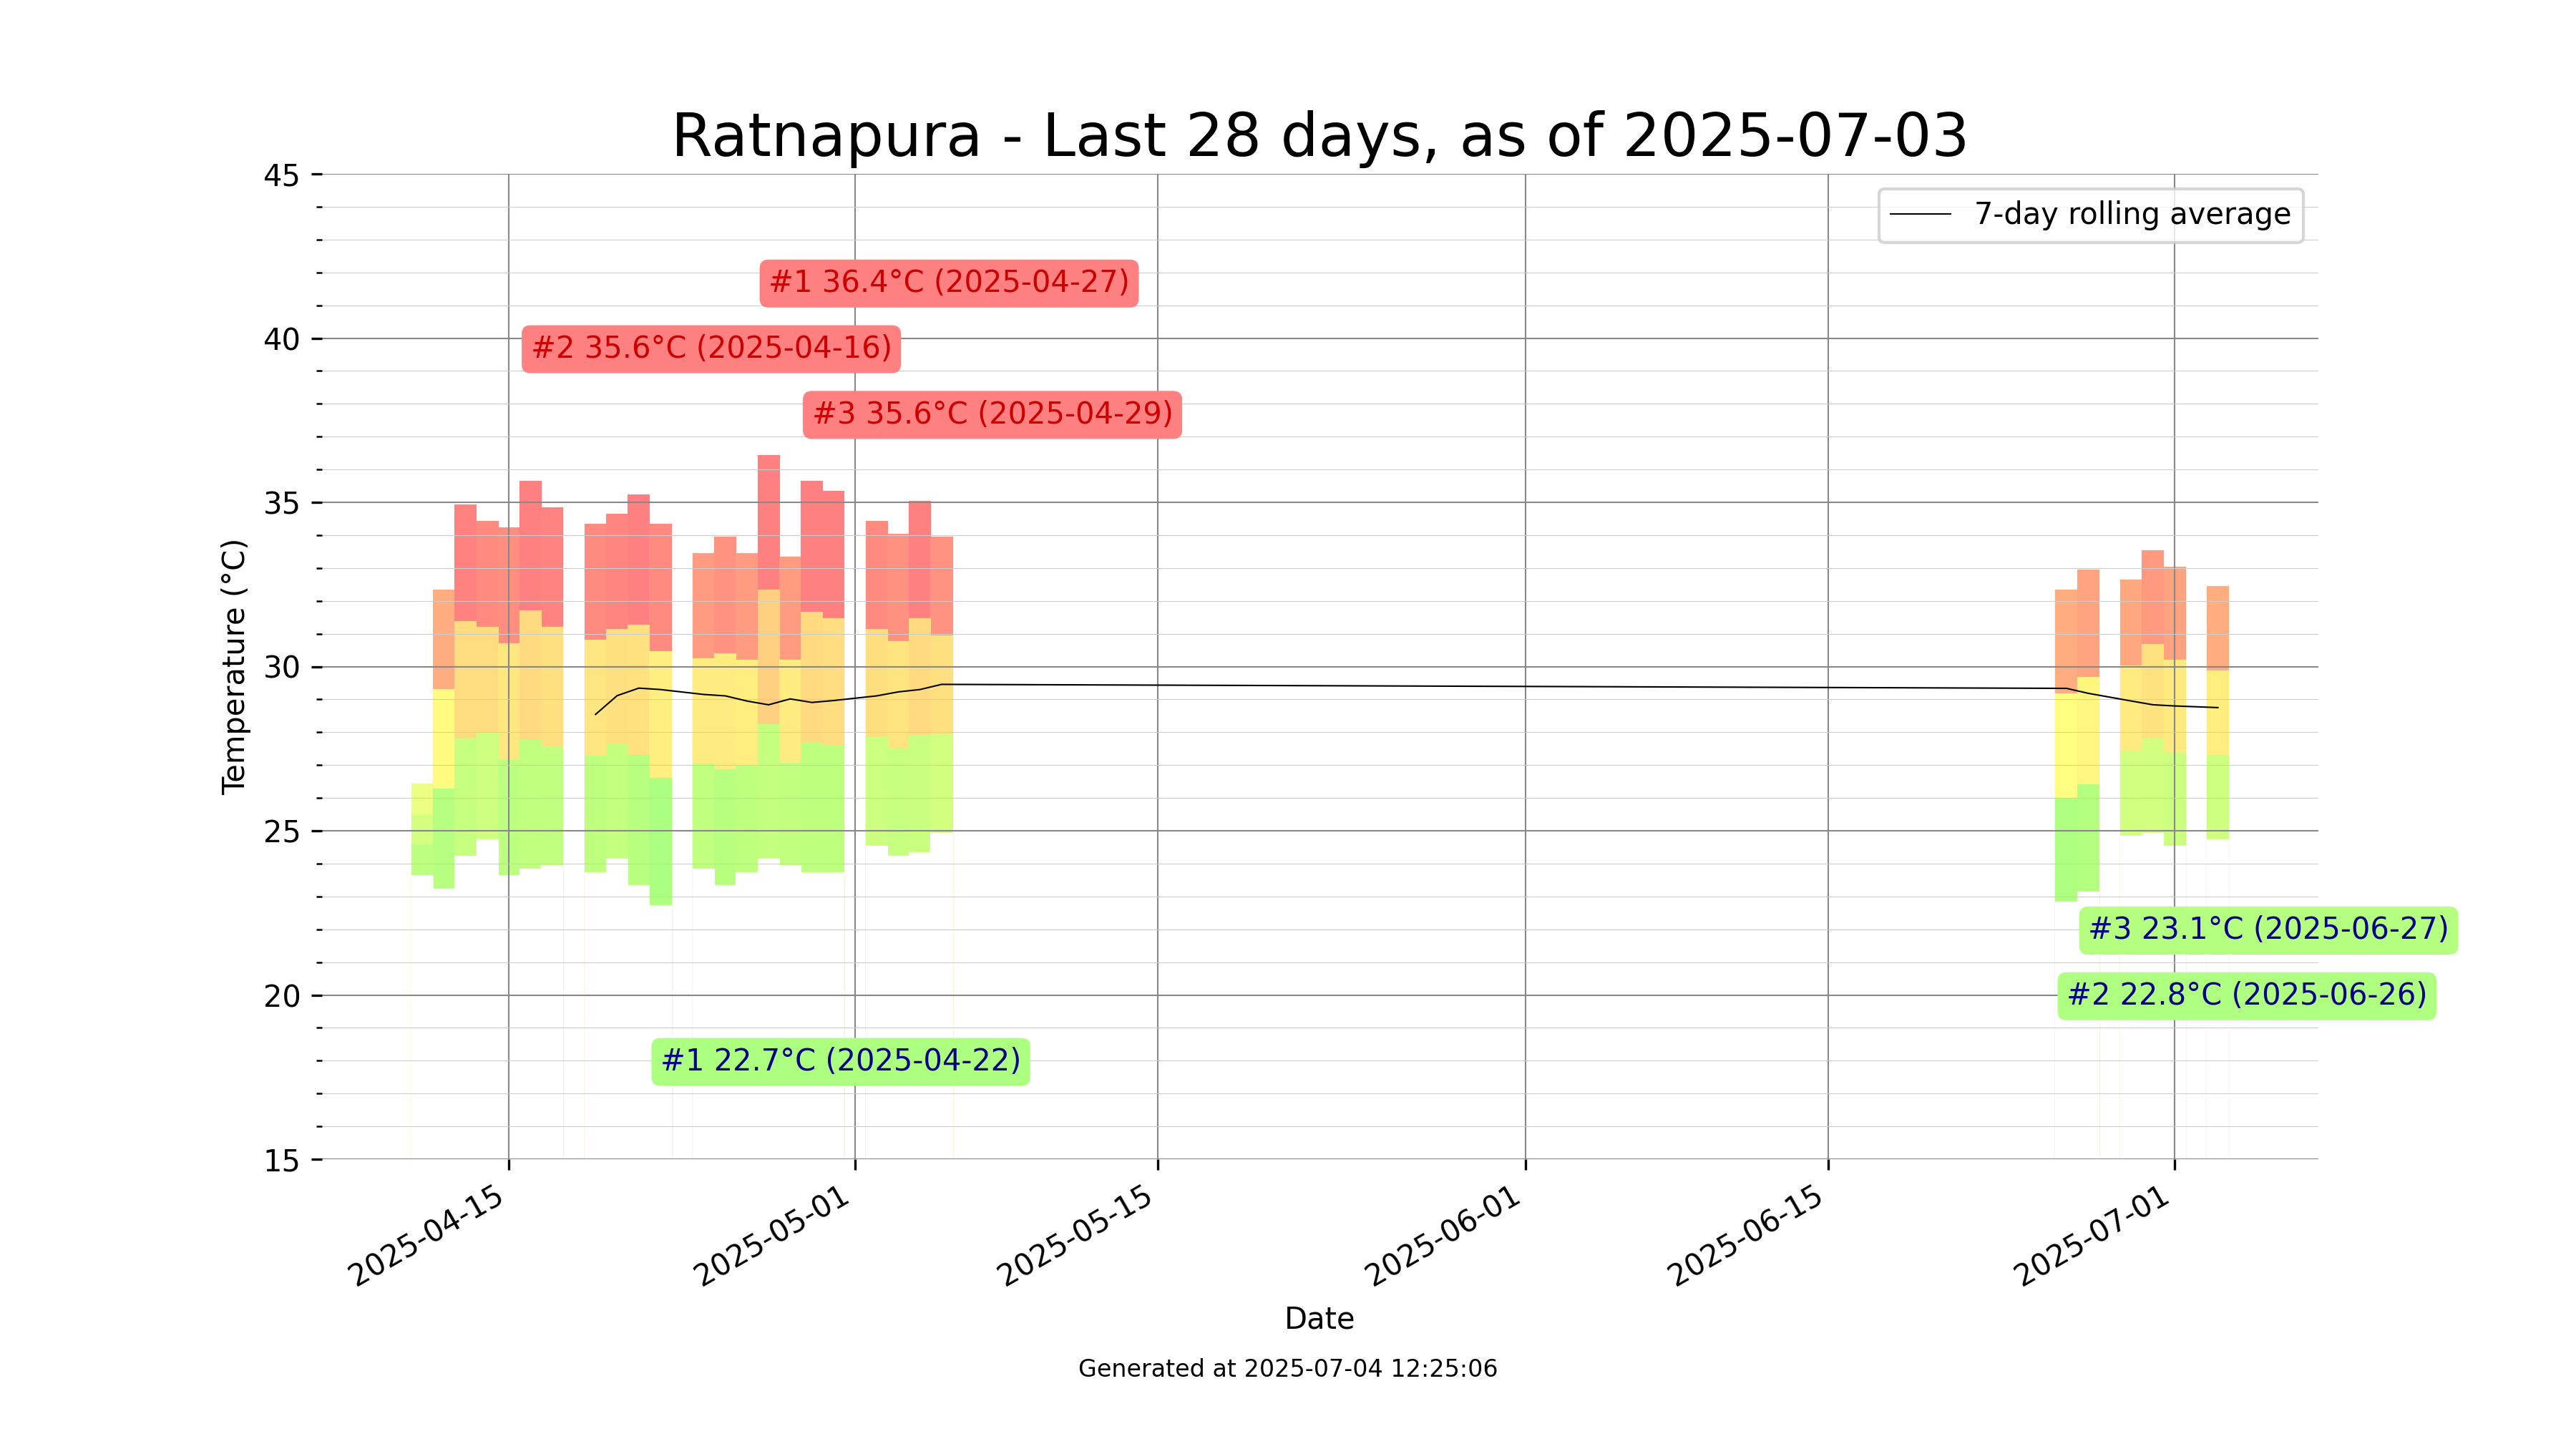 Ratnapura - Last 28 days, as of 2025-07-03
45
7-day rolling average
#1 36.4°C (2025-04-27)
40
#2 35.6°C (2025-04-16)
#3 35.6°C (2025-04-29)
35
30
Temperature (°C)
25
#3 23.1°C (2025-06-27)
20
#2 22.8°C (2025-06-26)
#1 22.7°C (2025-04-22)
15
2025-04-15
2025-05-01
2025-05-15
2025-06-01
2025-06-15
2025-07-01
Date
Generated at 2025-07-04 12:25:06